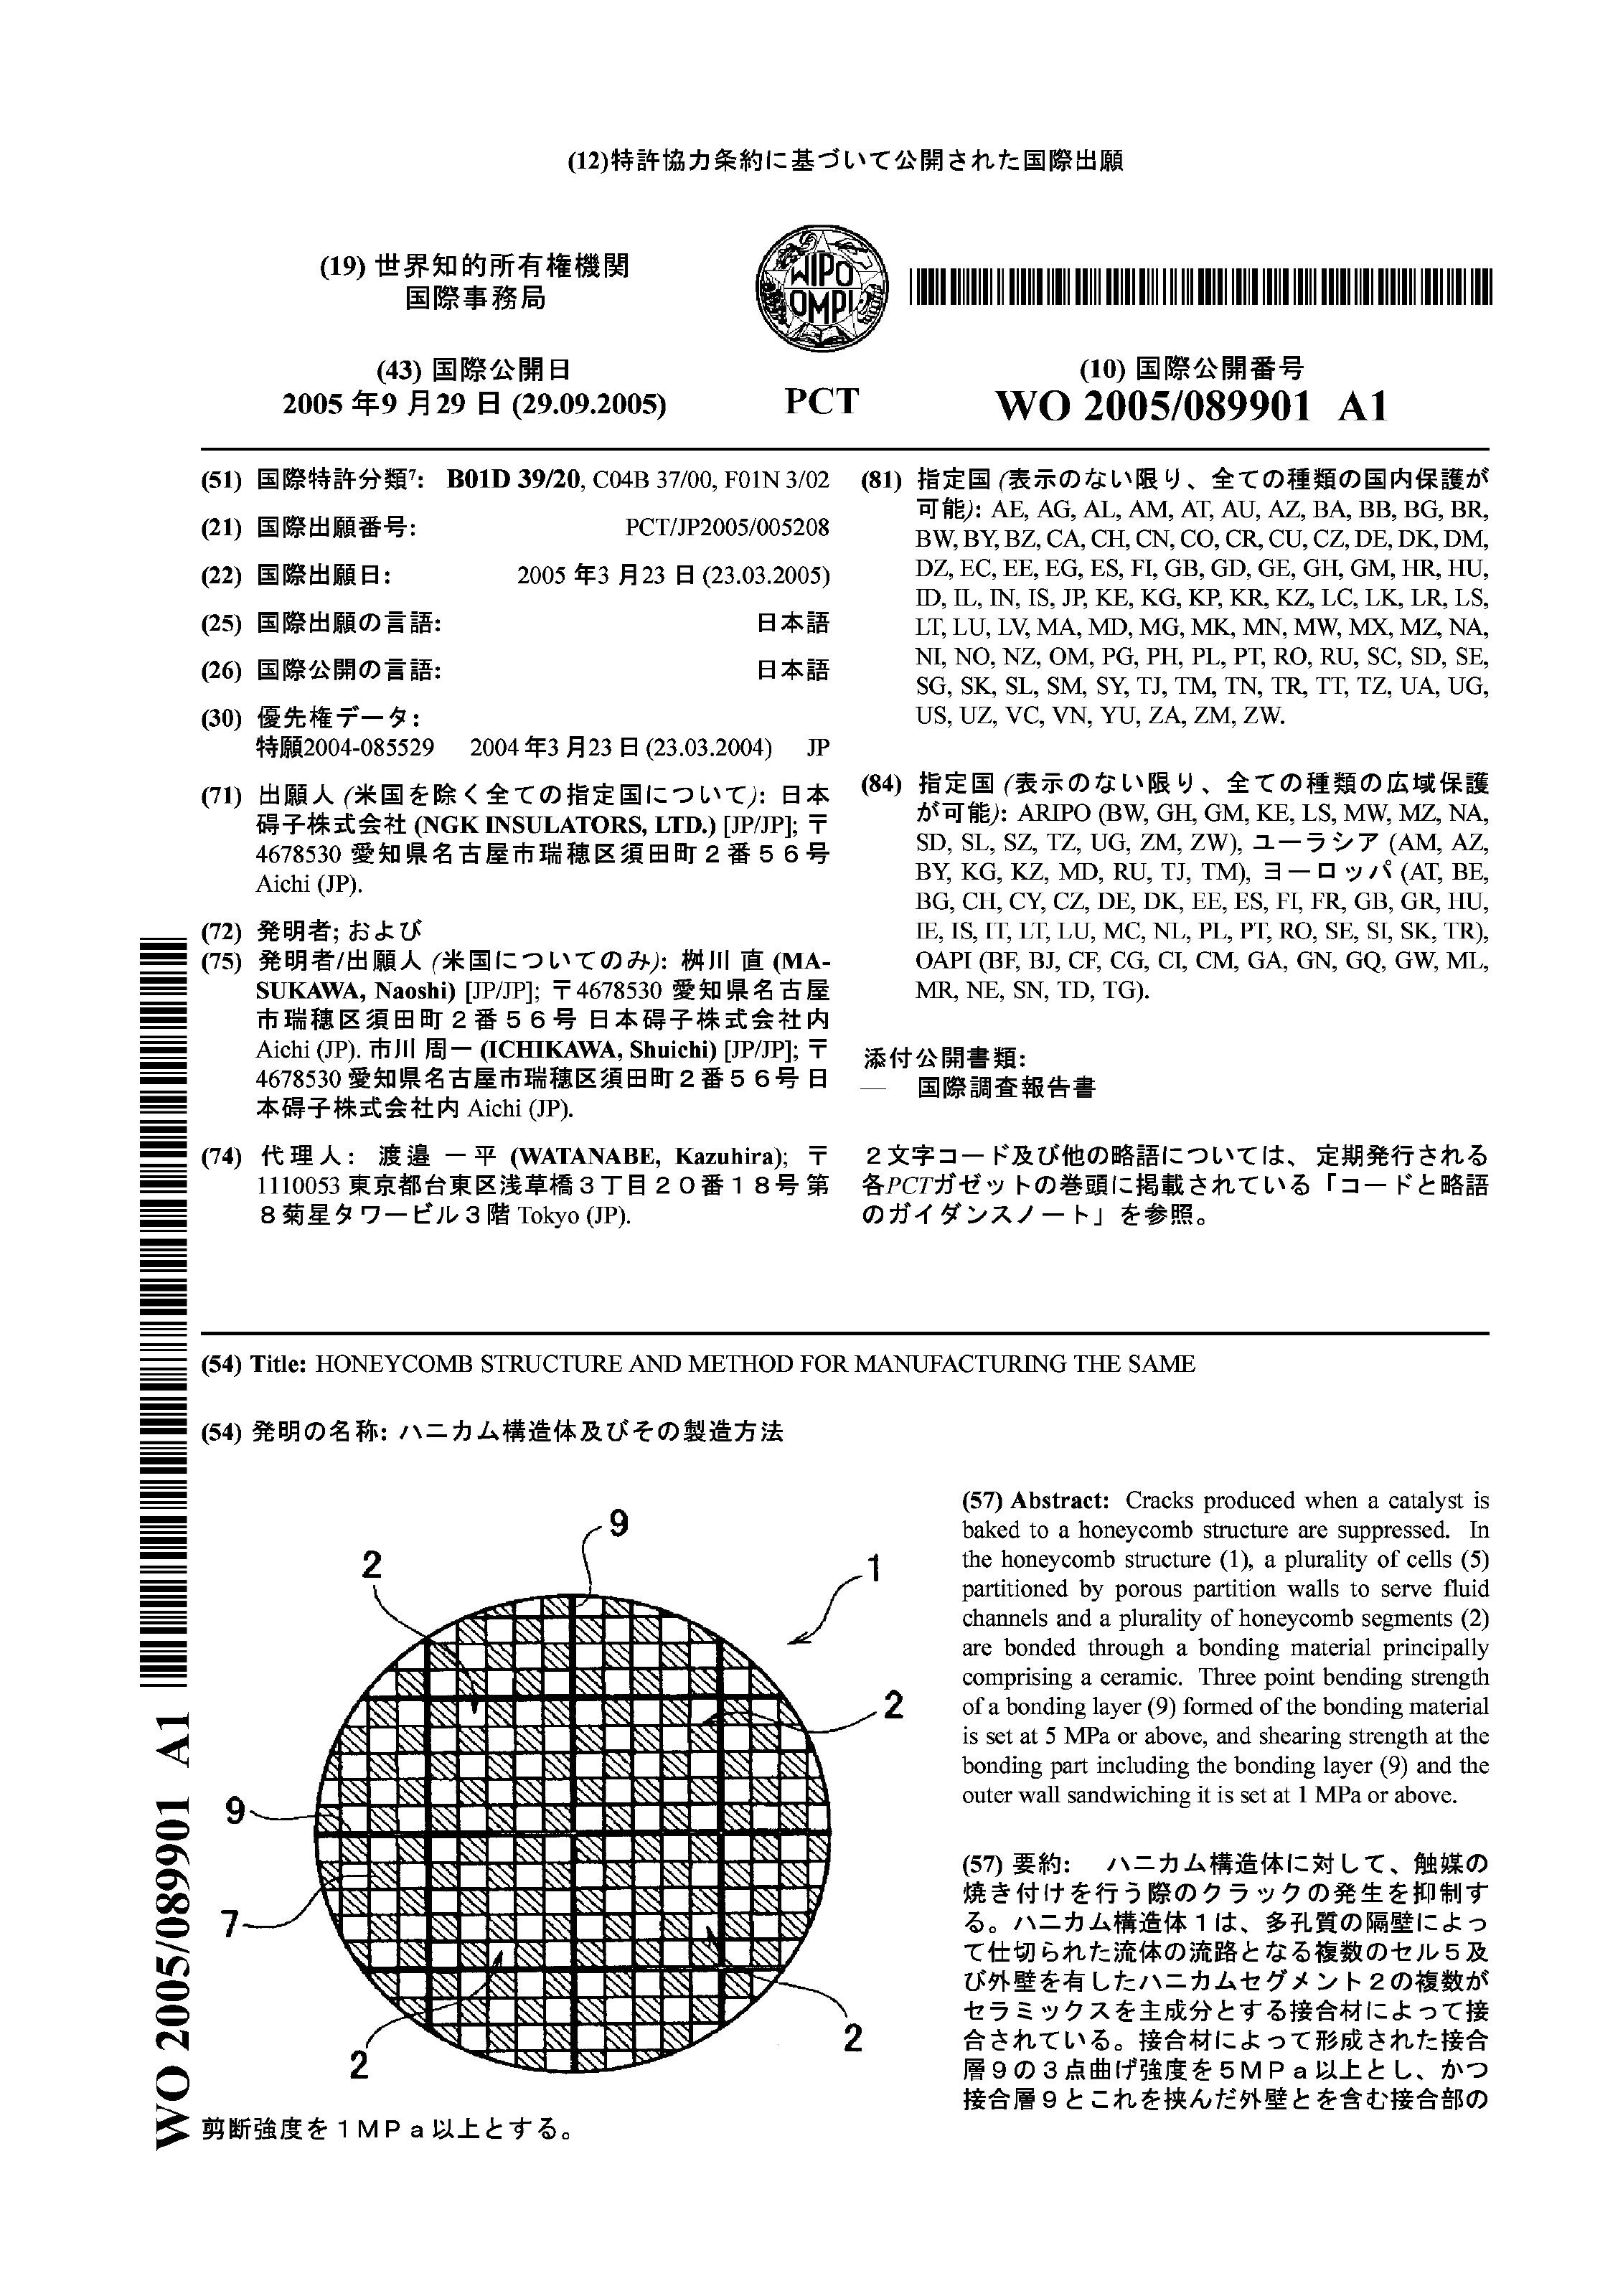 (12)特許協力条約に基づいて公開された国際出願
(19) 世界知的所有権機関
国際事務局
WIPO
OMPI
(43) 国際公開日
2005 年9 月29 日 (29.09.2005)
PCT
(10) 国際公開番号
WO 2005/089901 A1
(51) 国際特許分類7: B01D 39/20, C04B 37/00, F01N 3/02
(21) 国際出願番号: PCT/JP2005/005208
(22) 国際出願日: 2005 年3 月23 日 (23.03.2005)
(25) 国際出願の言語: 日本語
(26) 国際公開の言語: 日本語
(30) 優先権データ:
特願2004-085529 2004年3月23日 (23.03.2004) JP
(71) 出願人 (米国を除く全ての指定国について): 日本
碍子株式会社 (NGK INSULATORS, LTD.) [JP/JP]; 〒
4678530 愛知県名古屋市瑞穂区須田町2番56号
Aichi (JP).
(72) 発明者; および
(75) 発明者/出願人 (米国についてのみ): 桝川 直 (MA-
SUKAWA, Naoshi) [JP/JP]; 〒4678530 愛知県名古屋
市瑞穂区須田町2番56号 日本碍子株式会社内
Aichi (JP). 市川 周一 (ICHIKAWA, Shuichi) [JP/JP]; 〒
4678530 愛知県名古屋市瑞穂区須田町2番56号 日
本碍子株式会社内 Aichi (JP).
(74) 代理人: 渡邉 一平 (WATANABE, Kazuhira); 〒
1110053 東京都台東区浅草橋3丁目20番18号 第
8菊星タワービル3階 Tokyo (JP).
(81) 指定国 (表示のない限り、全ての種類の国内保護が
可能): AE, AG, AL, AM, AT, AU, AZ, BA, BB, BG, BR,
BW, BY, BZ, CA, CH, CN, CO, CR, CU, CZ, DE, DK, DM,
DZ, EC, EE, EG, ES, FI, GB, GD, GE, GH, GM, HR, HU,
ID, IL, IN, IS, JP, KE, KG, KP, KR, KZ, LC, LK, LR, LS,
LT, LU, LV, MA, MD, MG, MK, MN, MW, MX, MZ, NA,
NI, NO, NZ, OM, PG, PH, PL, PT, RO, RU, SC, SD, SE,
SG, SK, SL, SM, SY, TJ, TM, TN, TR, TT, TZ, UA, UG,
US, UZ, VC, VN, YU, ZA, ZM, ZW.
(84) 指定国 (表示のない限り、全ての種類の広域保護
が可能): ARIPO (BW, GH, GM, KE, LS, MW, MZ, NA,
SD, SL, SZ, TZ, UG, ZM, ZW), ユーラシア (AM, AZ,
BY, KG, KZ, MD, RU, TJ, TM), ヨーロッパ (AT, BE,
BG, CH, CY, CZ, DE, DK, EE, ES, FI, FR, GB, GR, HU,
IE, IS, IT, LT, LU, MC, NL, PL, PT, RO, SE, SI, SK, TR),
OAPI (BF, BJ, CF, CG, CI, CM, GA, GN, GQ, GW, ML,
MR, NE, SN, TD, TG).
添付公開書類:
— 国際調査報告書
2文字コード及び他の略語については、定期発行される
各PCTガゼットの巻頭に掲載されている「コードと略語
のガイダンスノート」を参照。
(54) Title: HONEYCOMB STRUCTURE AND METHOD FOR MANUFACTURING THE SAME
(54) 発明の名称: ハニカム構造体及びその製造方法
9
2
1
2
9
7
2
2
(57) Abstract: Cracks produced when a catalyst is
baked to a honeycomb structure are suppressed. In
the honeycomb structure (1), a plurality of cells (5)
partitioned by porous partition walls to serve fluid
channels and a plurality of honeycomb segments (2)
are bonded through a bonding material principally
comprising a ceramic. Three point bending strength
of a bonding layer (9) formed of the bonding material
is set at 5 MPa or above, and shearing strength at the
bonding part including the bonding layer (9) and the
outer wall sandwiching it is set at 1 MPa or above.
(57) 要約: ハニカム構造体に対して、触媒の
焼き付けを行う際のクラックの発生を抑制す
る。ハニカム構造体1は、多孔質の隔壁によっ
て仕切られた流体の流路となる複数のセル5及
び外壁を有したハニカムセグメント2の複数が
セラミックスを主成分とする接合材によって接
合されている。接合材によって形成された接合
層9の3点曲げ強度を5MPa以上とし、かつ
接合層9とこれを挟んだ外壁とを含む接合部の
剪断強度を1MPa以上とする。
WO 2005/089901 A1